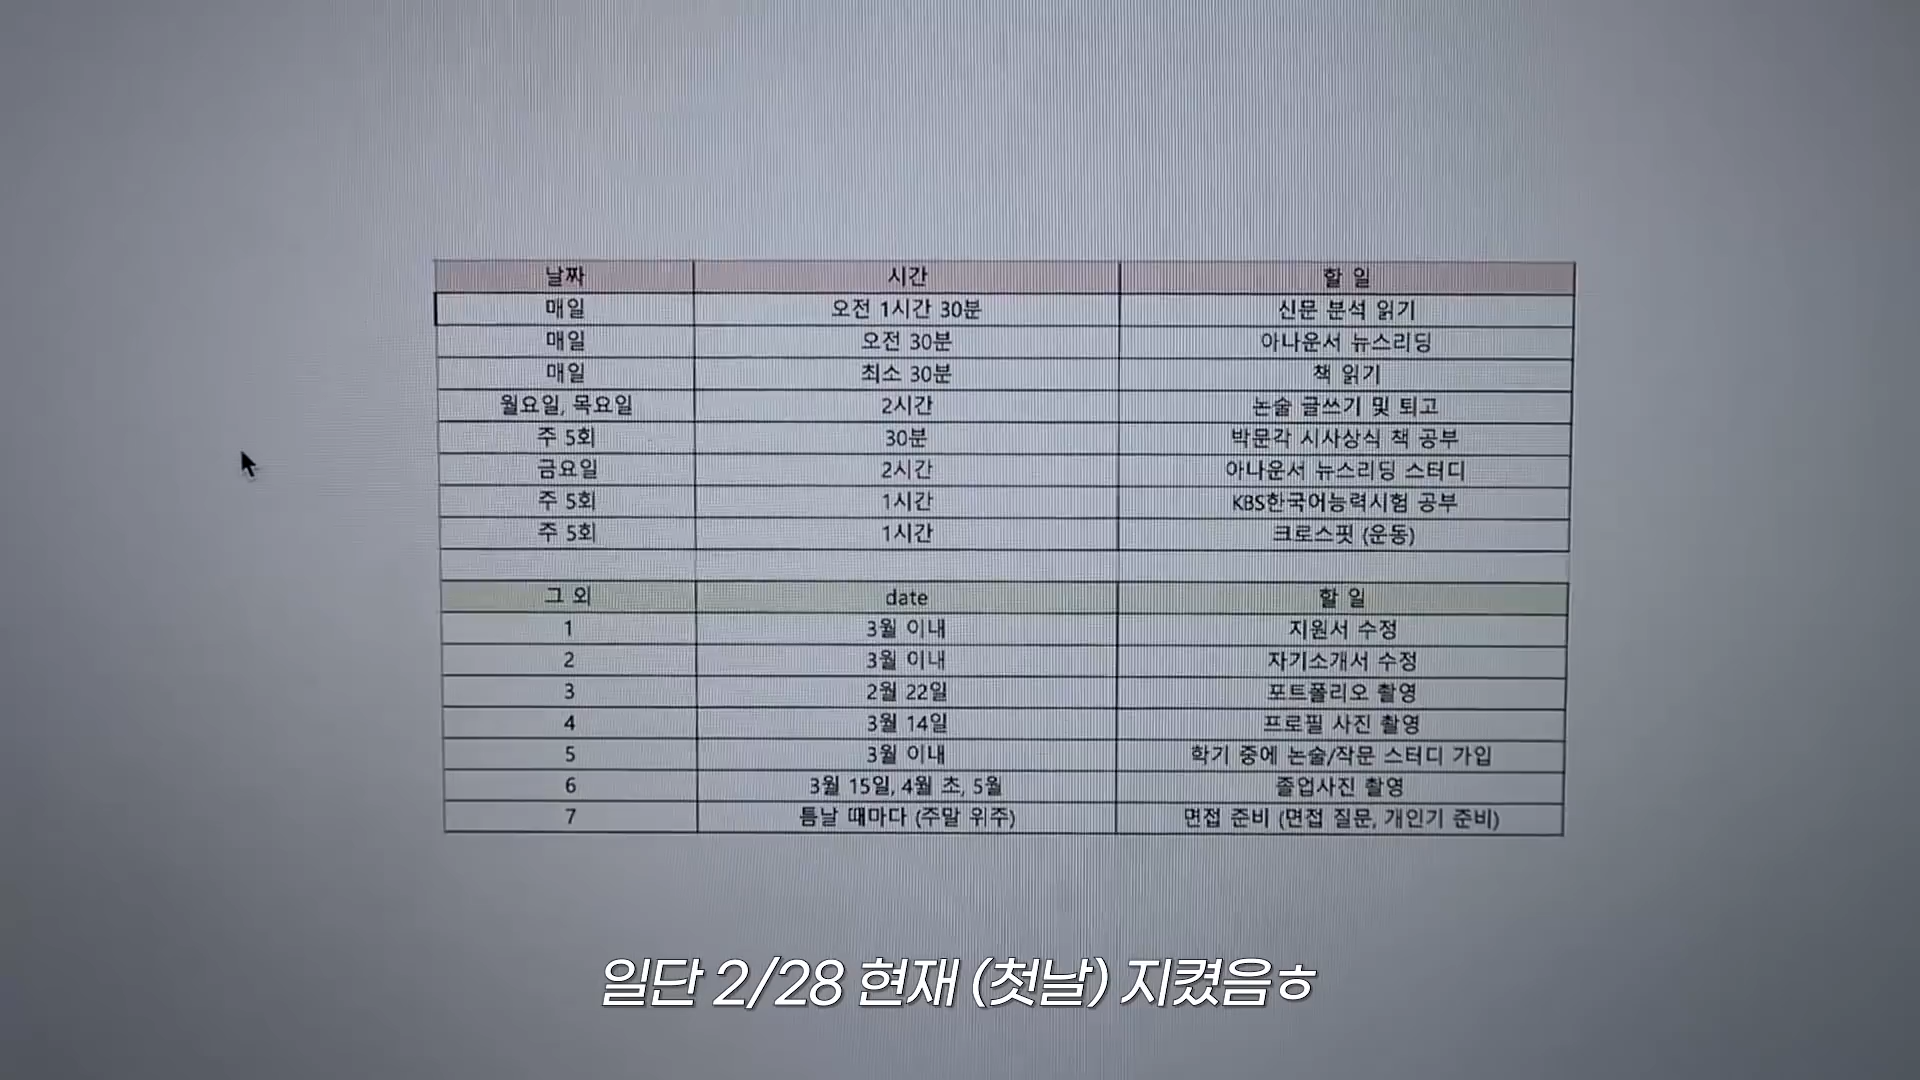 날짜 시간 할 일
매일 오전 1시간 30분 신문 분석 읽기
매일 오전 30분 아나운서 뉴스리딩
매일 최소 30분 책 읽기
월요일, 목요일 2시간 논술 글쓰기 및 퇴고
주 5회 30분 박문각 시사상식 책 공부
금요일 2시간 아나운서 뉴스리딩 스터디
주 5회 1시간 KBS한국어능력시험 공부
주 5회 1시간 크로스핏 (운동)
그 외 date 할 일
1 3월 이내 지원서 수정
2 3월 이내 자기소개서 수정
3 2월 22일 포트폴리오 촬영
4 3월 14일 프로필 사진 촬영
5 3월 이내 학기 중에 논술/작문 스터디 가입
6 3월 15일, 4월 초, 5월 졸업사진 촬영
7 틈날 때마다 (주말 위주) 면접 준비 (면접 질문, 개인기 준비)
일단 2/28 현재 (첫날) 지켰음ㅎ